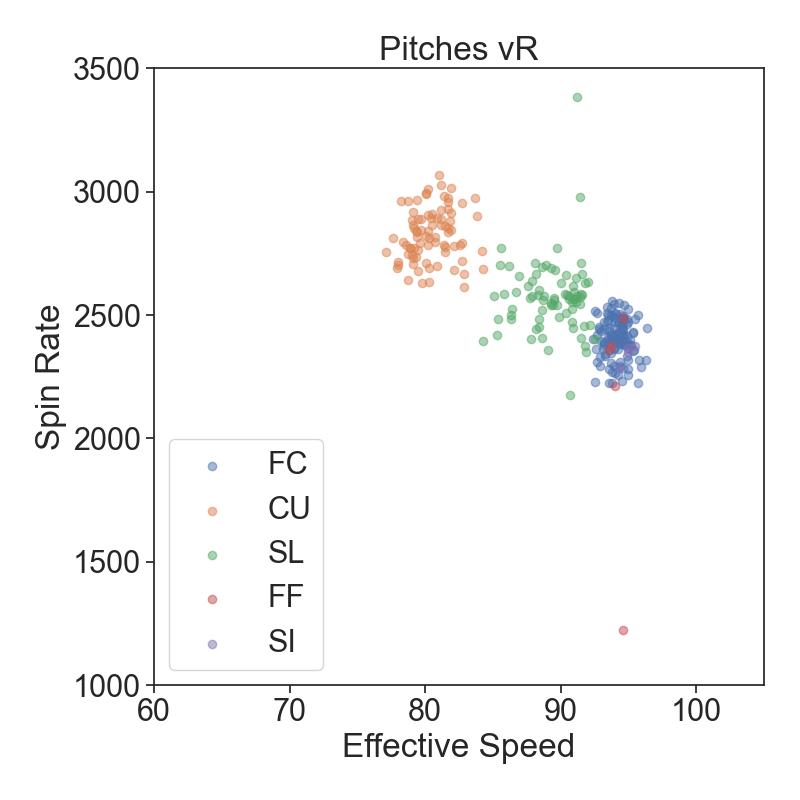 Pitches vR
3500
3000
2500
2000
1500
1000
Spin Rate
FC
CU
SL
FF
SI
60 70 80 90 100
Effective Speed